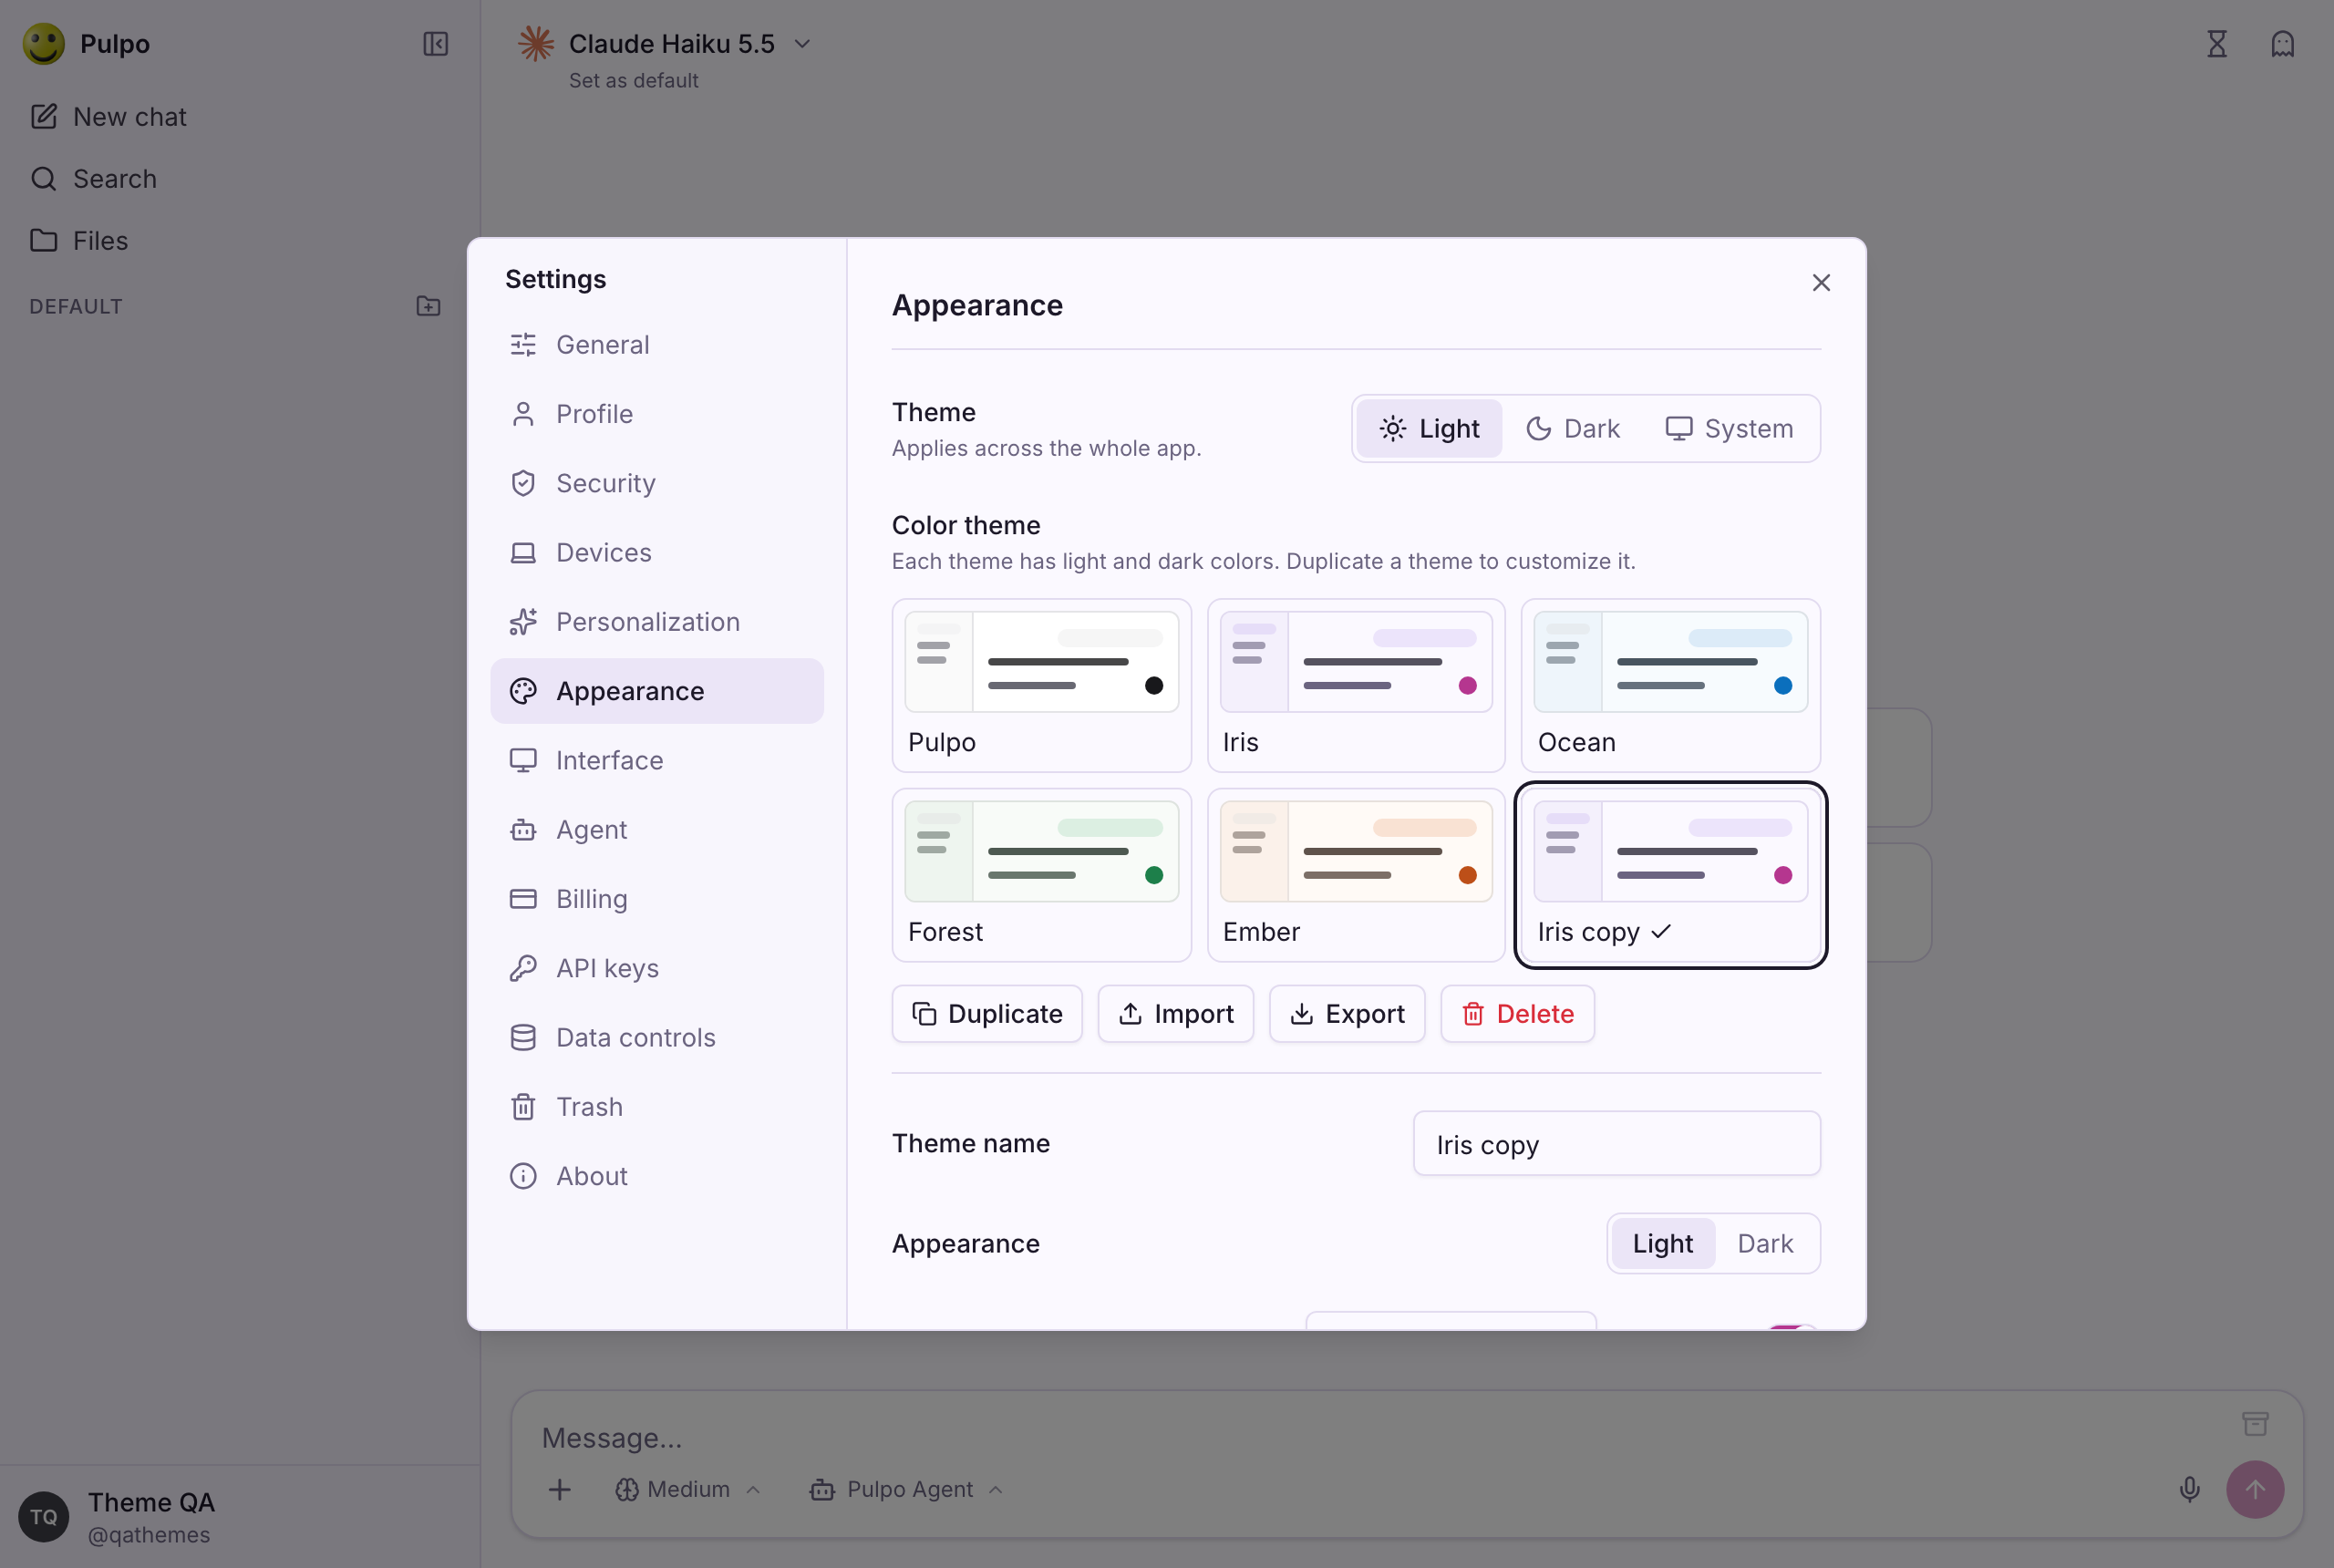 Pulpo
New chat
Search
Files
DEFAULT
Theme QA
TQ
@qathemes
Claude Haiku 5.5
Set as default
Settings
General
Profile
Security
Devices
Personalization
Appearance
Interface
Agent
Billing
API keys
Data controls
Trash
About
Appearance
Theme
Applies across the whole app.
Light
Dark
System
Color theme
Each theme has light and dark colors. Duplicate a theme to customize it.
Pulpo
Iris
Ocean
Forest
Ember
Iris copy
Duplicate
Import
Export
Delete
Theme name
Iris copy
Appearance
Light
Dark
Message...
Medium
Pulpo Agent